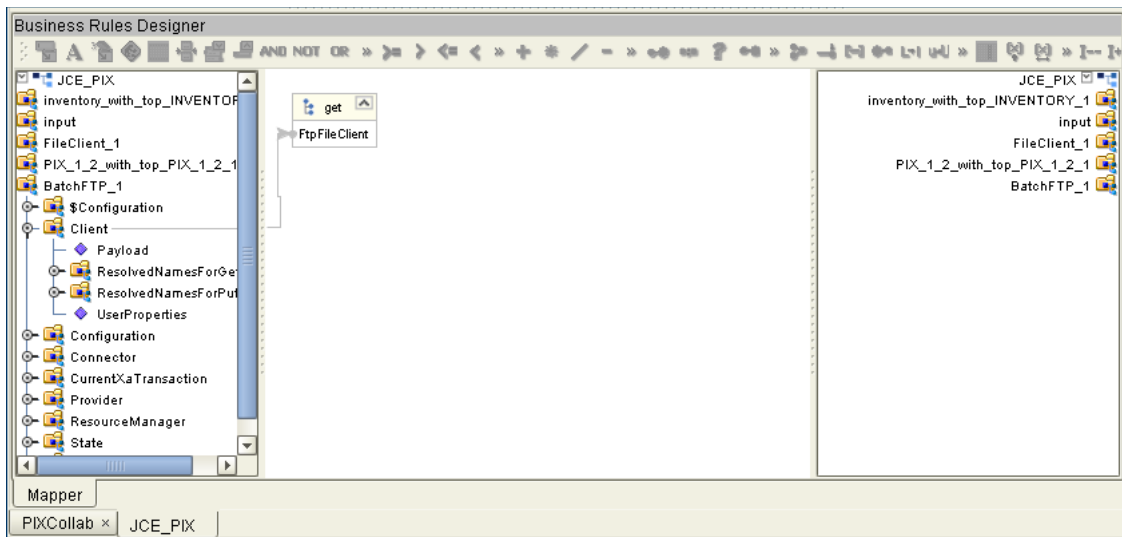 Business Rules Designer
A AND NOT OR » >= > <= < » + * / - » == ? » » I-- I+
JCE_PIX
inventory_with_top_INVENTOR
input
FileClient_1
PIX_1_2_with_top_PIX_1_2_1
BatchFTP_1
$Configuration
Client
Payload
ResolvedNamesForGe
ResolvedNamesForPut
UserProperties
Configuration
Connector
CurrentXaTransaction
Provider
ResourceManager
State
get
FtpFileClient
JCE_PIX
inventory_with_top_INVENTORY_1
input
FileClient_1
PIX_1_2_with_top_PIX_1_2_1
BatchFTP_1
Mapper
PIXCollab ×
JCE_PIX